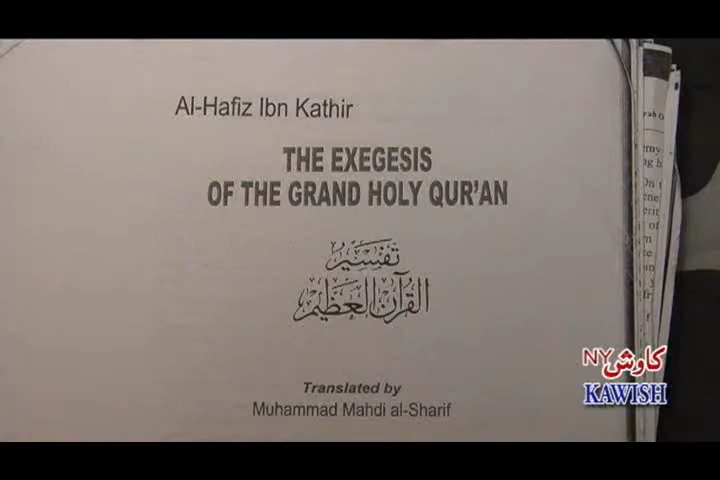 Al-Hafiz Ibn Kathir
THE EXEGESIS
OF THE GRAND HOLY QUR'AN
تفسير
القرآن العظيم
Translated by
Muhammad Mahdi al-Sharif
NY کاوش
KAWISH